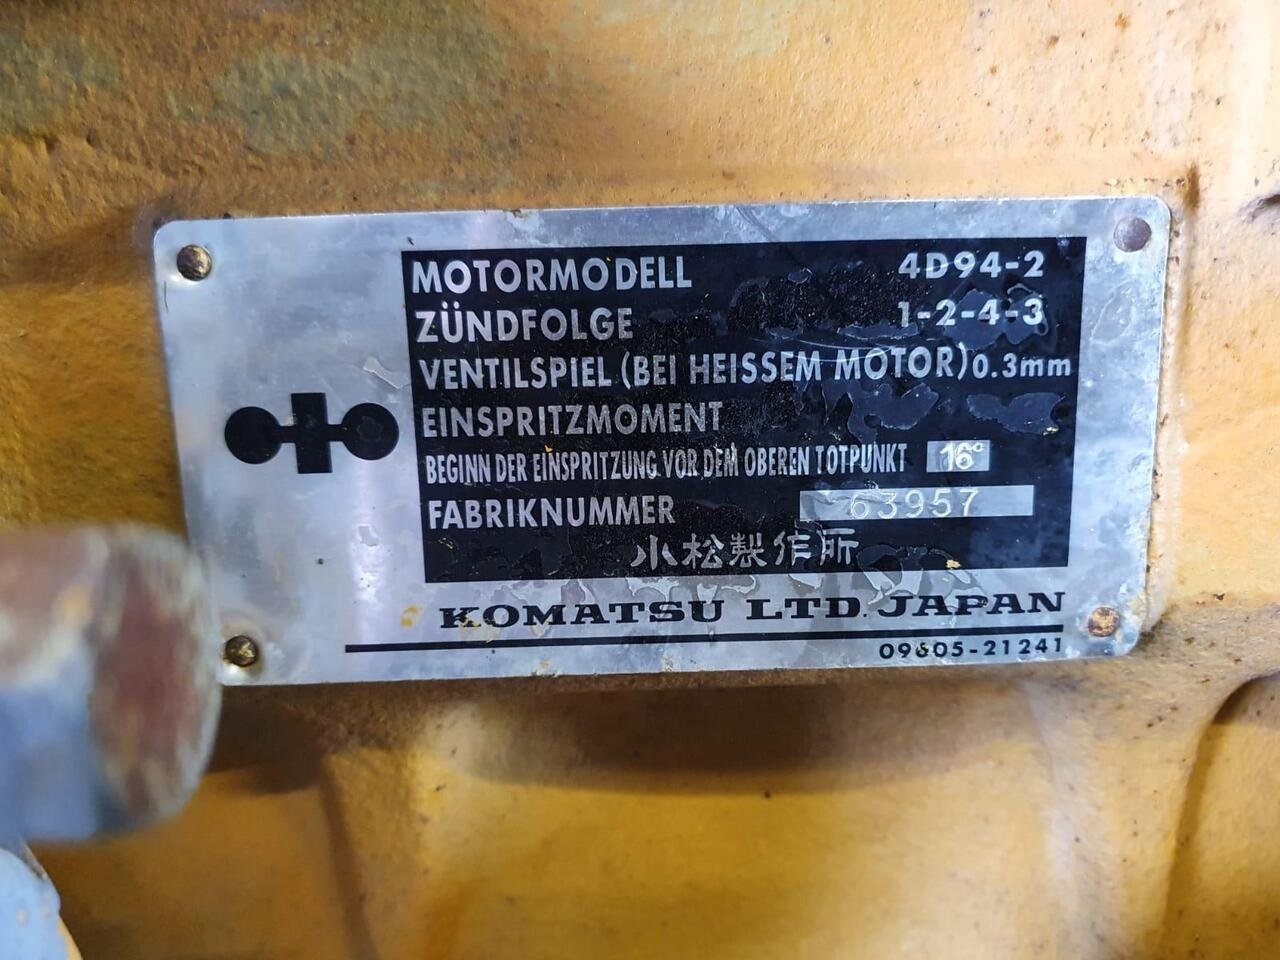 MOTORMODELL 4D94-2
ZÜNDFOLGE 1-2-4-3
VENTILSPIEL (BEI HEISSEM MOTOR) 0.3mm
EINSPRITZMOMENT
BEGINN DER EINSPRITZUNG VOR DEM OBEREN TOTPUNKT 16°
FABRIKNUMMER 63957
小松製作所
KOMATSU LTD. JAPAN
09605-21241